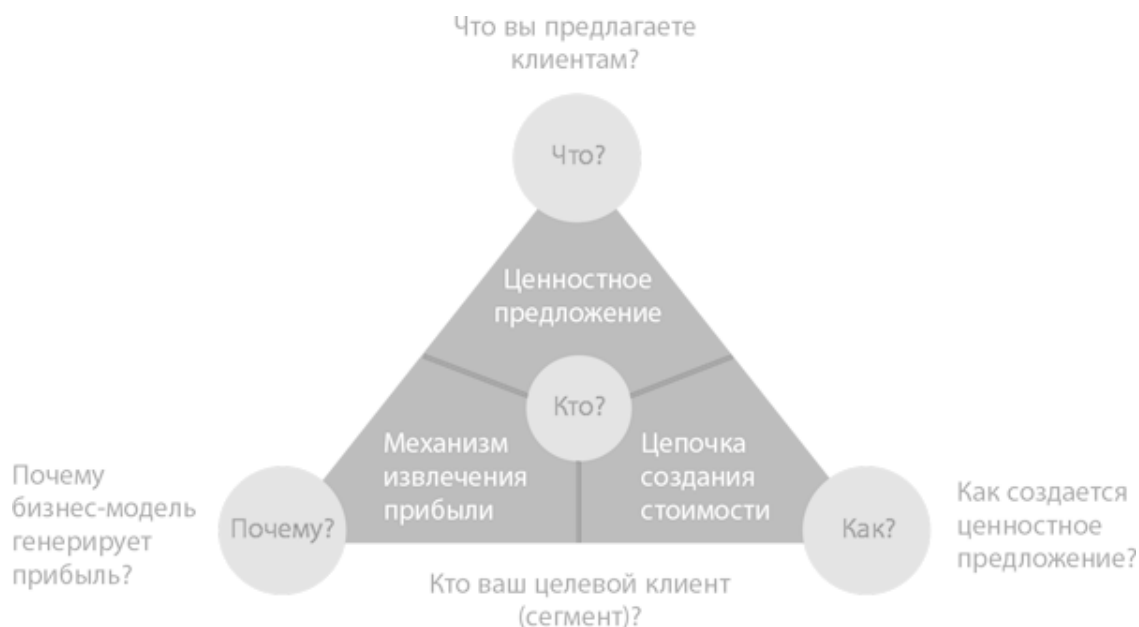 Что вы предлагаете
клиентам?
Что?
Ценностное
предложение
Кто?
Механизм
извлечения
прибыли
Цепочка
создания
стоимости
Почему
бизнес-модель
генерирует
прибыль?
Почему?
Как?
Как создается
ценностное
предложение?
Кто ваш целевой клиент
(сегмент)?